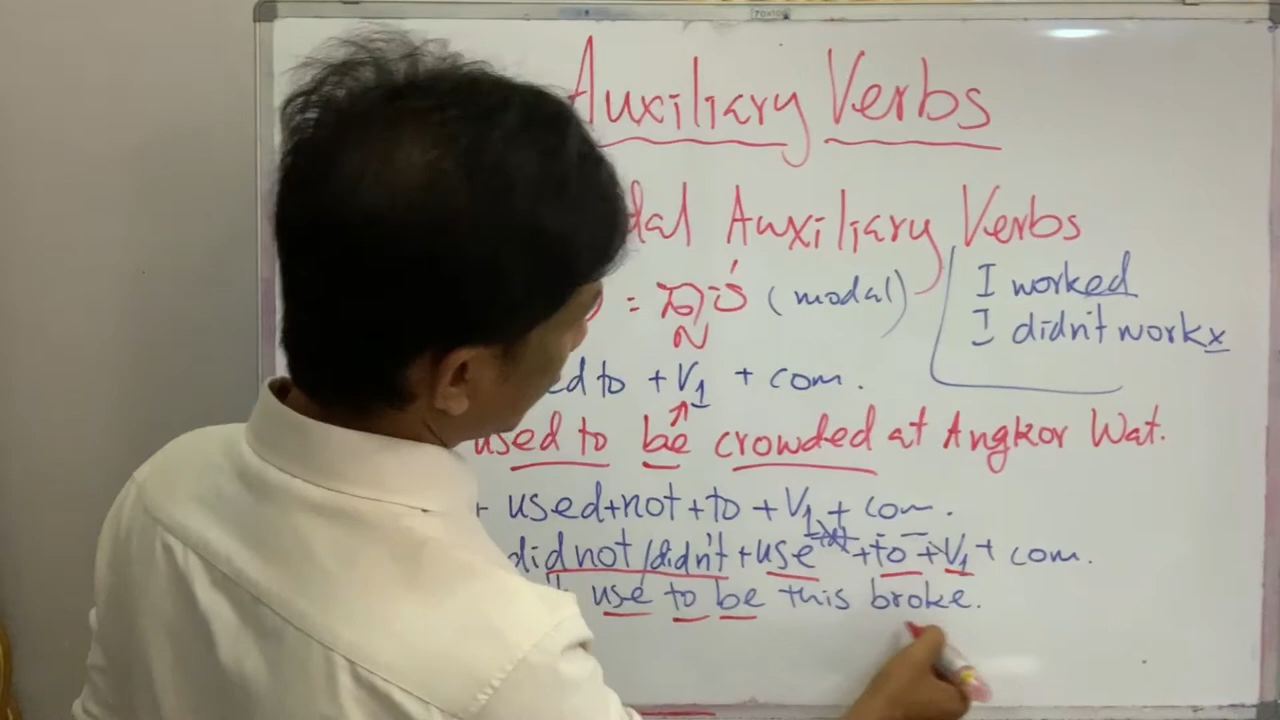 Auxiliary Verbs
Auxiliary Verbs
= (modal)
I worked
I didn't work x
to + V1 + com.
used to be crowded at Angkor Wat.
+ used+not+to+V1+com.
did not/didn't +use +to+V1+ com.
use to be this broke.